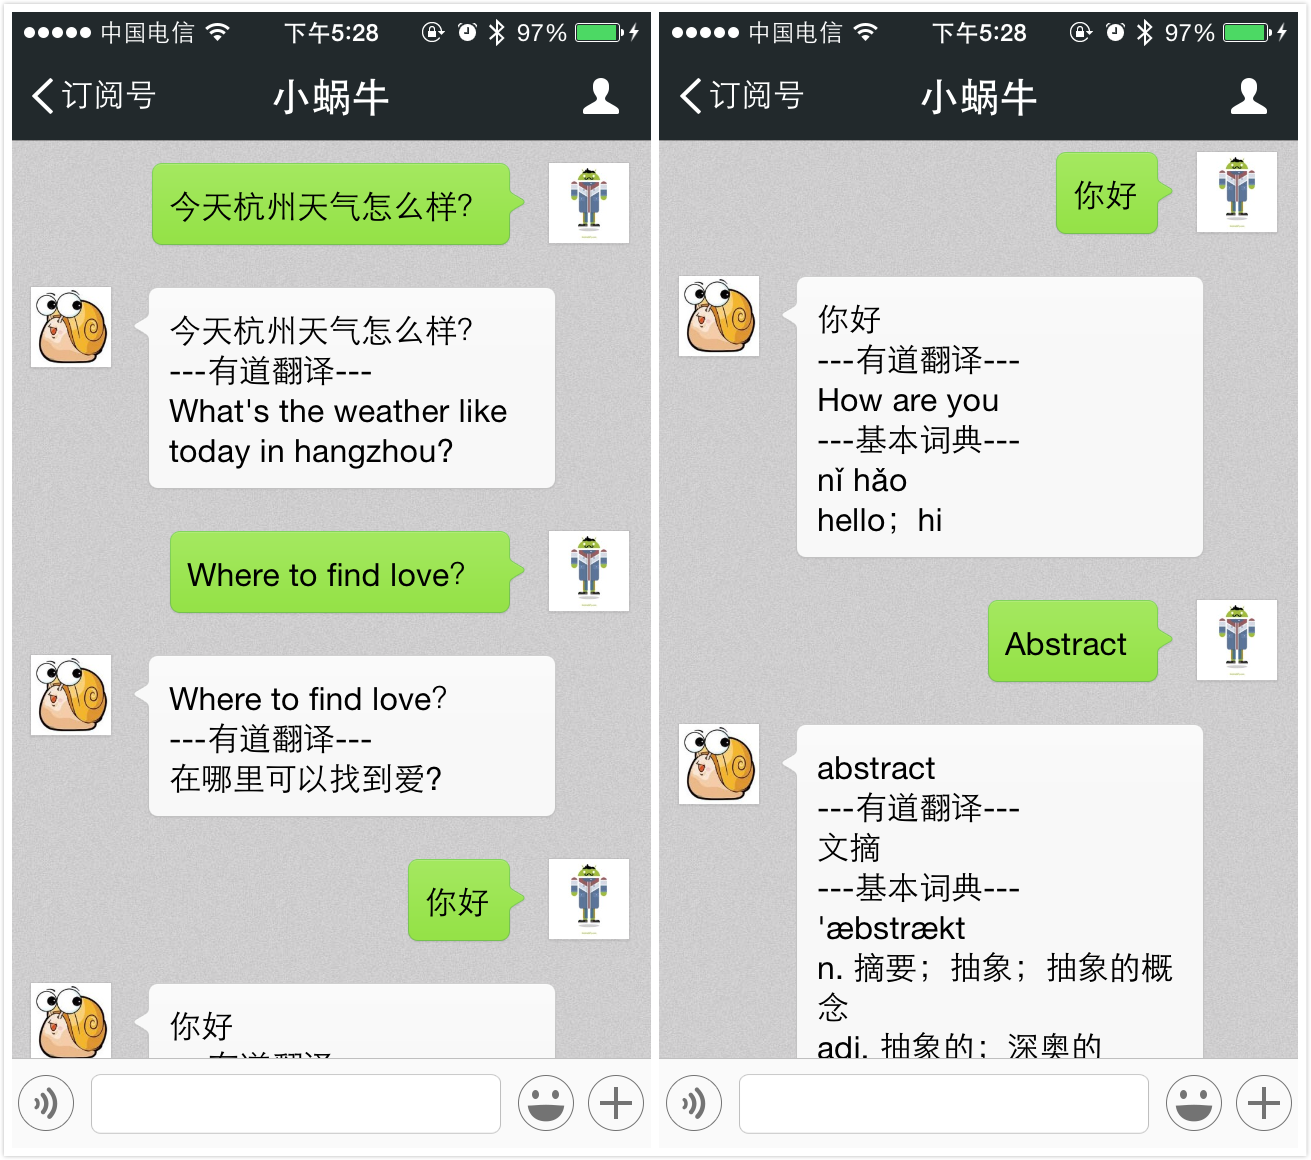 中国电信 下午5:28 97%
订阅号 小蜗牛
今天杭州天气怎么样?
今天杭州天气怎么样?
---有道翻译---
What's the weather like
today in hangzhou?
Where to find love?
Where to find love?
---有道翻译---
在哪里可以找到爱?
你好
你好
---有道翻译---
中国电信 下午5:28 97%
订阅号 小蜗牛
你好
你好
---有道翻译---
How are you
---基本词典---
nǐ hǎo
hello；hi
Abstract
abstract
---有道翻译---
文摘
---基本词典---
'æbstrækt
n. 摘要；抽象；抽象的概
念
adj. 抽象的；深奥的